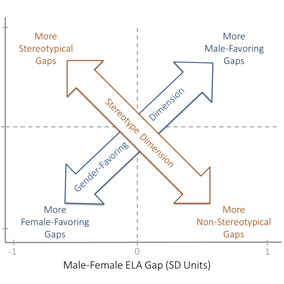 More
Stereotypical
Gaps
More
Male-Favoring
Gaps
Stereotype Dimension
Gender-Favoring Dimension
More
Female-Favoring
Gaps
More
Non-Stereotypical
Gaps
-1 0 1
Male-Female ELA Gap (SD Units)